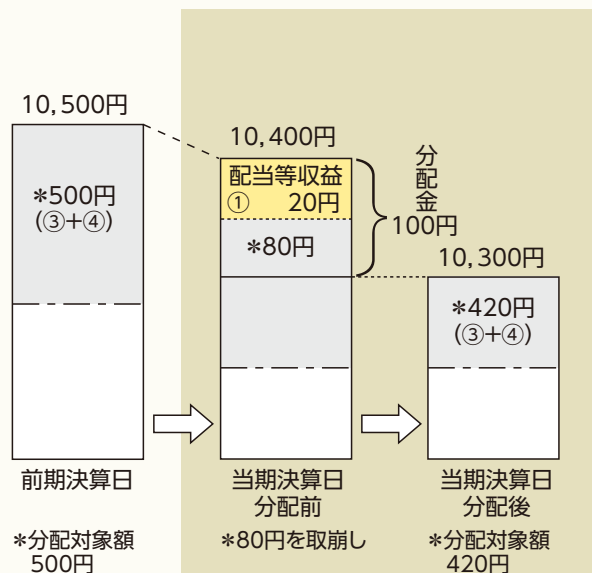 10,500円
*500円
(③+④)
前期決算日
*分配対象額
500円
10,400円
配当等収益
① 20円
*80円
分配金
100円
当期決算日
分配前
*80円を取崩し
10,300円
*420円
(③+④)
当期決算日
分配後
*分配対象額
420円